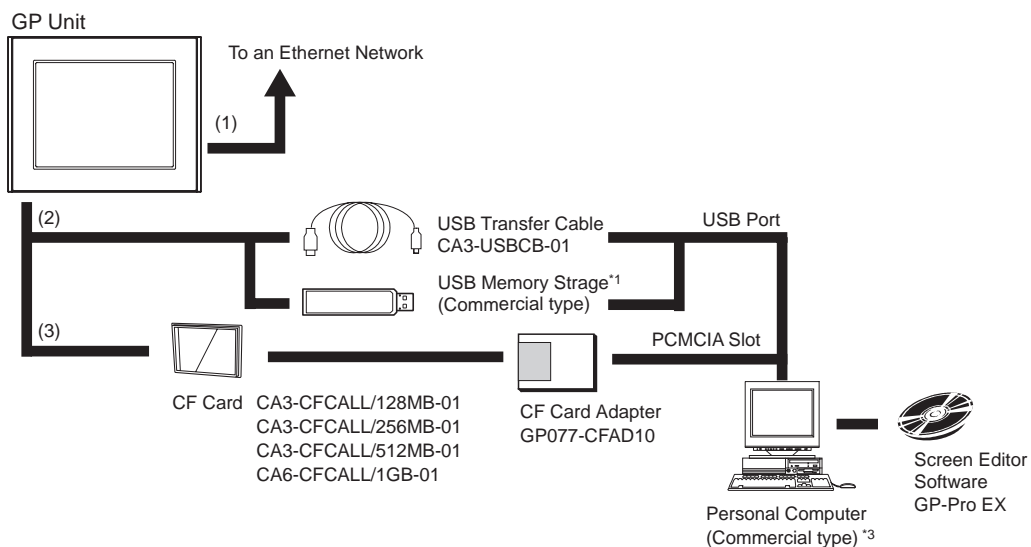 GP Unit
To an Ethernet Network
(1)
(2)
USB Transfer Cable
CA3-USBCB-01
USB Port
USB Memory Strage*1
(Commercial type)
(3)
PCMCIA Slot
CF Card
CA3-CFCALL/128MB-01
CA3-CFCALL/256MB-01
CA3-CFCALL/512MB-01
CA6-CFCALL/1GB-01
CF Card Adapter
GP077-CFAD10
Personal Computer
(Commercial type) *3
Screen Editor
Software
GP-Pro EX